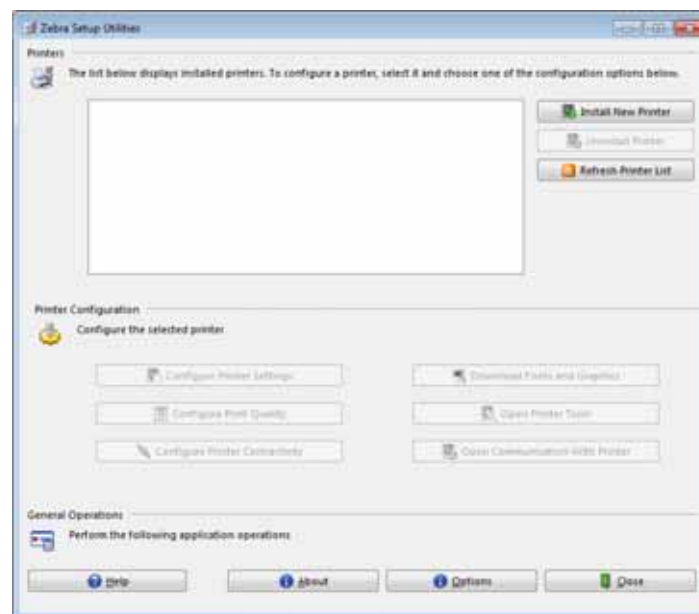 Zebra Setup Utilities
Printers
The list below displays installed printers. To configure a printer, select it and choose one of the configuration options below.
Install New Printer
Uninstall Printer
Refresh Printer List
Printer Configuration
Configure the selected printer
Configure Printer Settings
Download Fonts and Graphics
Configure Print Quality
Open Printer Tools
Configure Printer Connectivity
Open Communication With Printer
General Operations
Perform the following application operations
Help
About
Options
Close